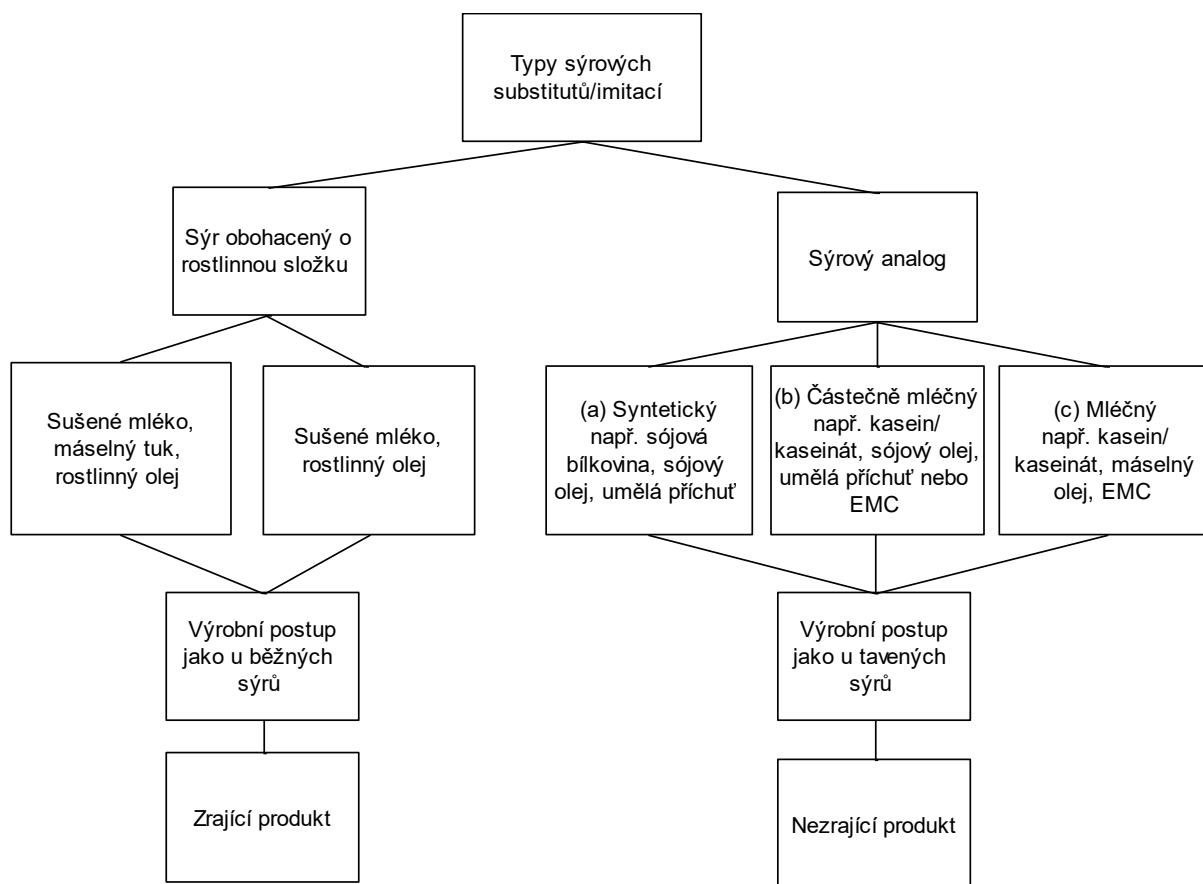 Typy sýrových
substitutů/imitací
Sýr obohacený o
rostlinnou složku
Sýrový analog
Sušené mléko,
máselný tuk,
rostlinný olej
Sušené mléko,
rostlinný olej
(a) Syntetický
např. sójová
bílkovina, sójový
olej, umělá příchuť
(b) Částečně mléčný
např. kasein/
kaseinát, sójový olej,
umělá příchuť nebo
EMC
(c) Mléčný
např. kasein/
kaseinát, máselný
olej, EMC
Výrobní postup
jako u běžných
sýrů
Výrobní postup
jako u tavených
sýrů
Zrající produkt
Nezrající produkt